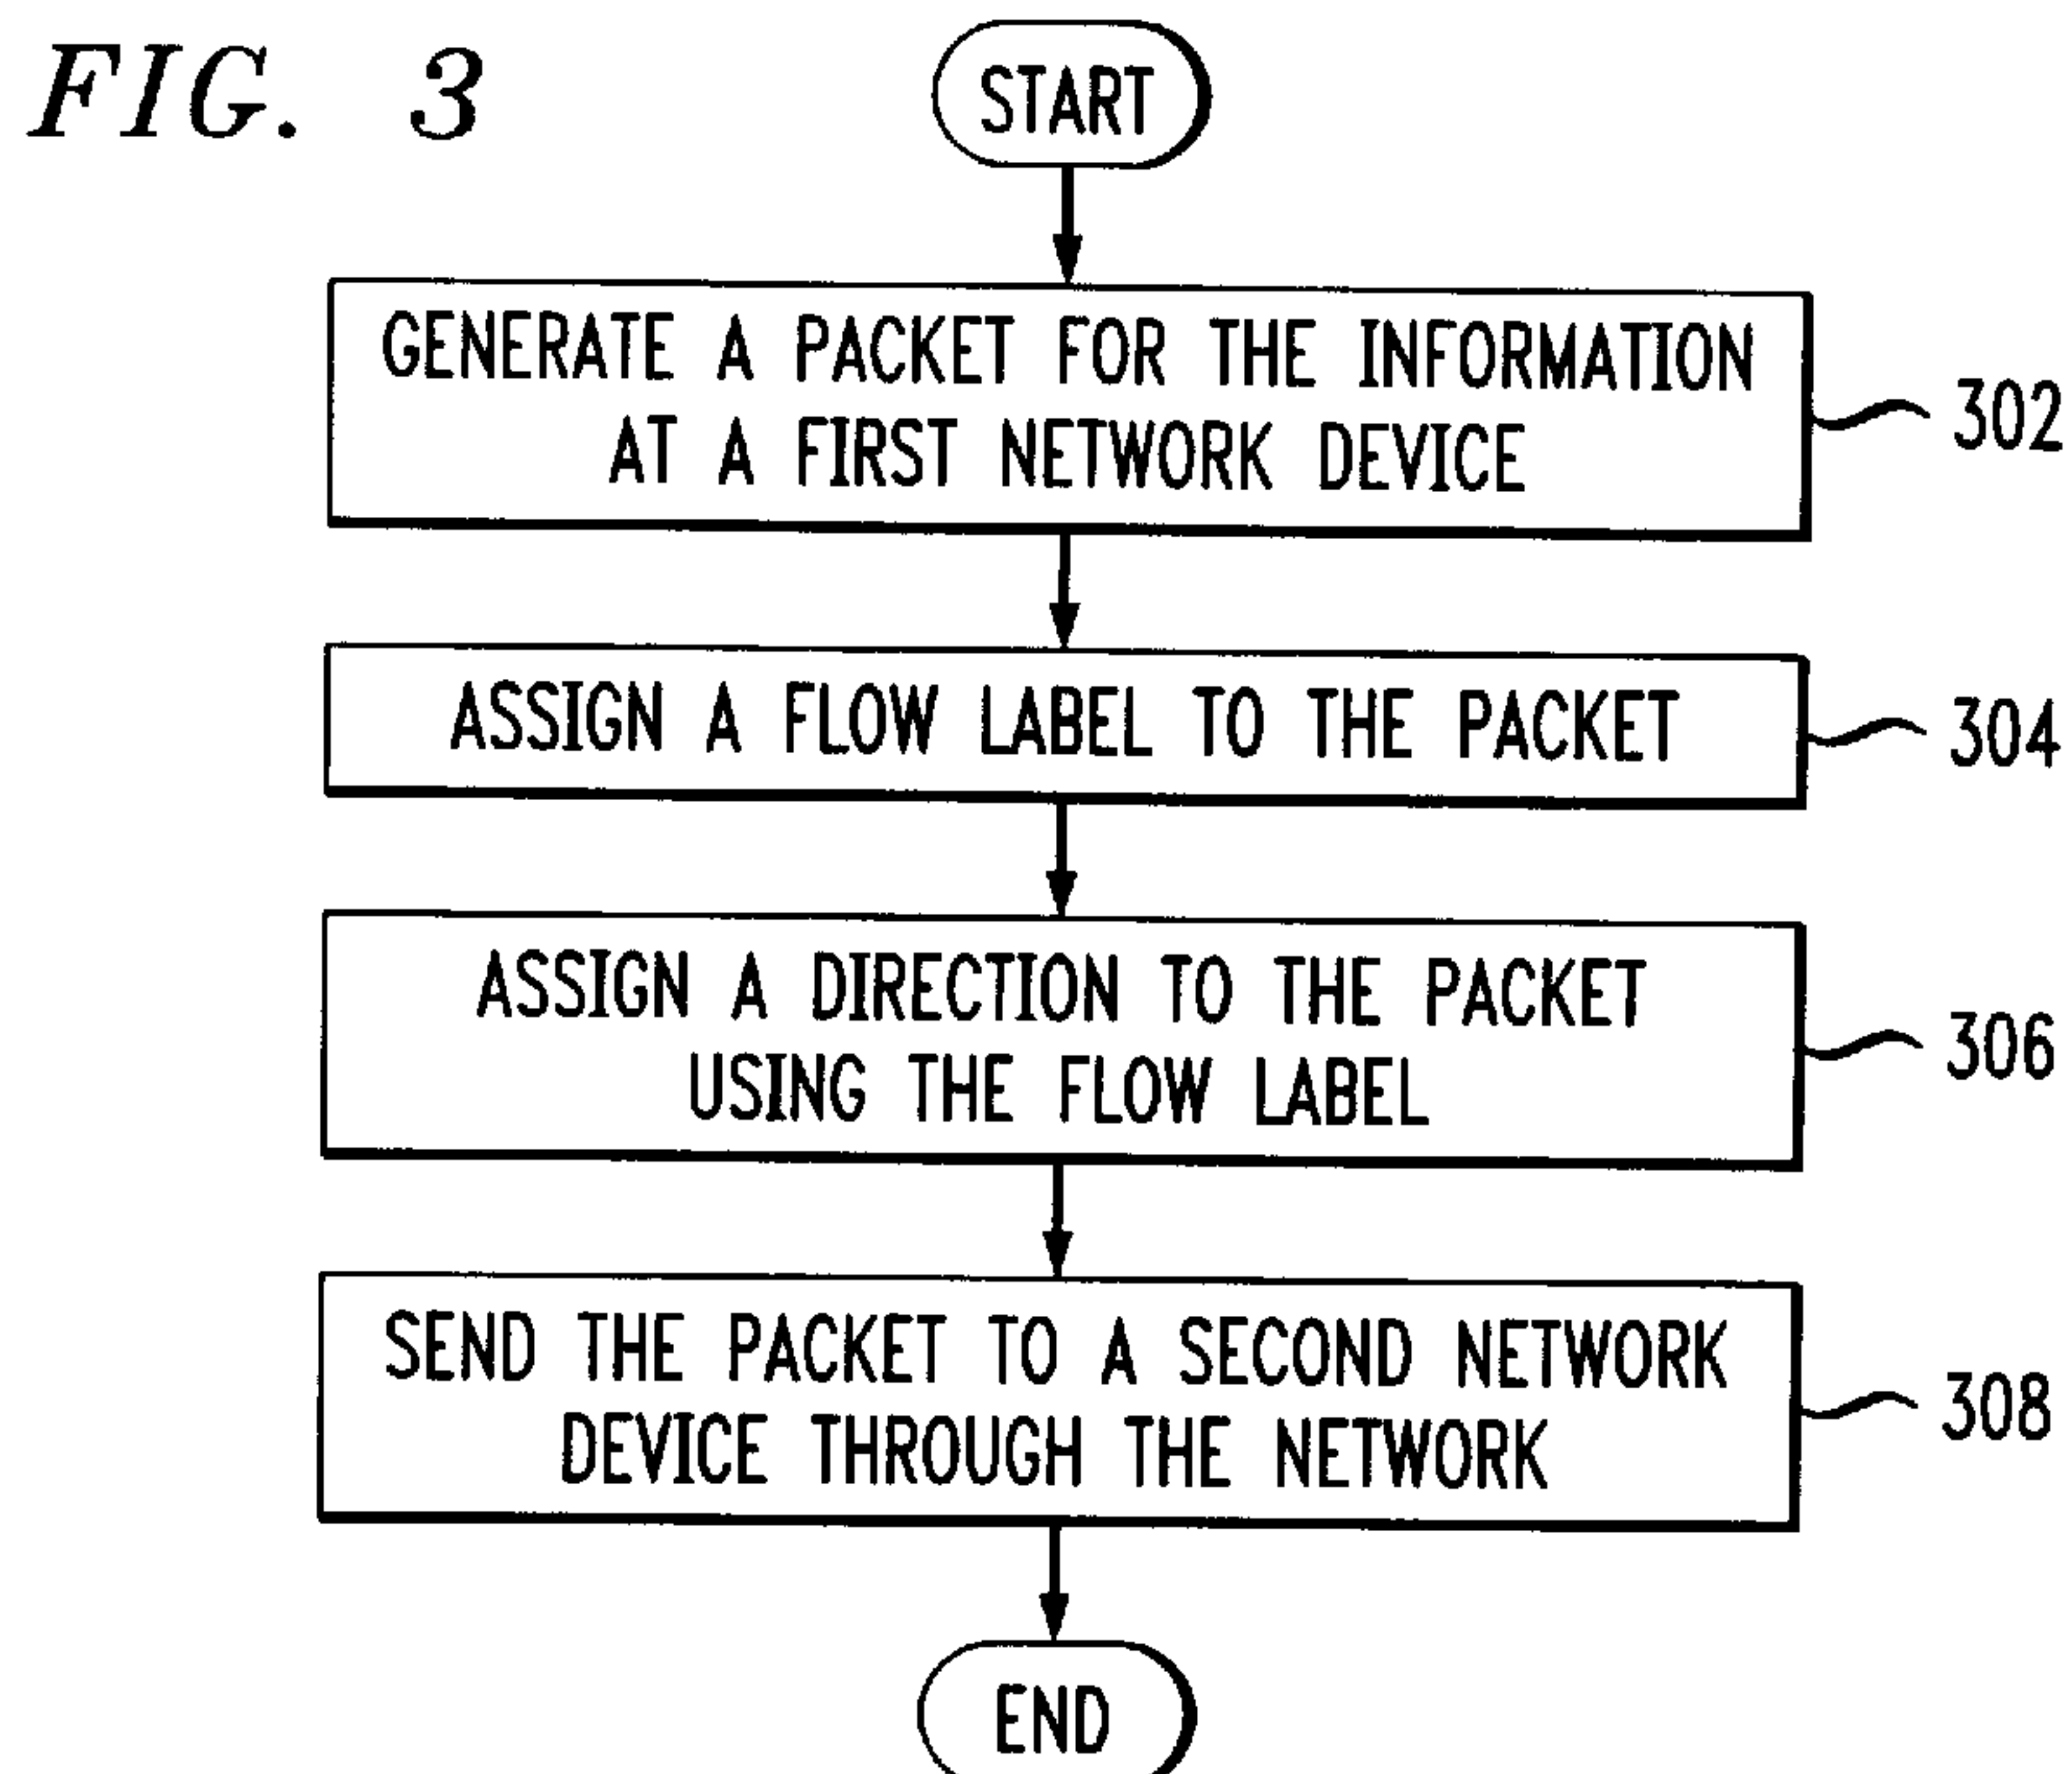 FIG. 3
START
GENERATE A PACKET FOR THE INFORMATION
AT A FIRST NETWORK DEVICE
302
ASSIGN A FLOW LABEL TO THE PACKET
304
ASSIGN A DIRECTION TO THE PACKET
USING THE FLOW LABEL
306
SEND THE PACKET TO A SECOND NETWORK
DEVICE THROUGH THE NETWORK
308
END